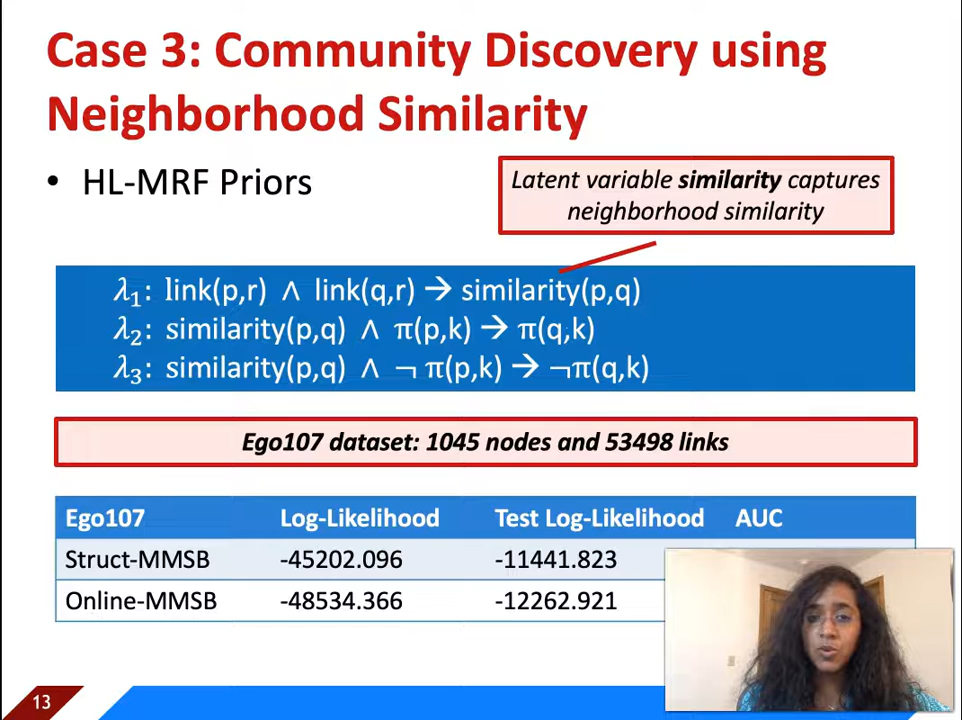 Case 3: Community Discovery using
Neighborhood Similarity
• HL-MRF Priors
Latent variable similarity captures
neighborhood similarity
λ₁: link(p,r) ∧ link(q,r) → similarity(p,q)
λ₂: similarity(p,q) ∧ π(p,k) → π(q,k)
λ₃: similarity(p,q) ∧ ¬ π(p,k) → ¬π(q,k)
Ego107 dataset: 1045 nodes and 53498 links
Ego107 Log-Likelihood Test Log-Likelihood AUC
Struct-MMSB -45202.096 -11441.823
Online-MMSB -48534.366 -12262.921
13